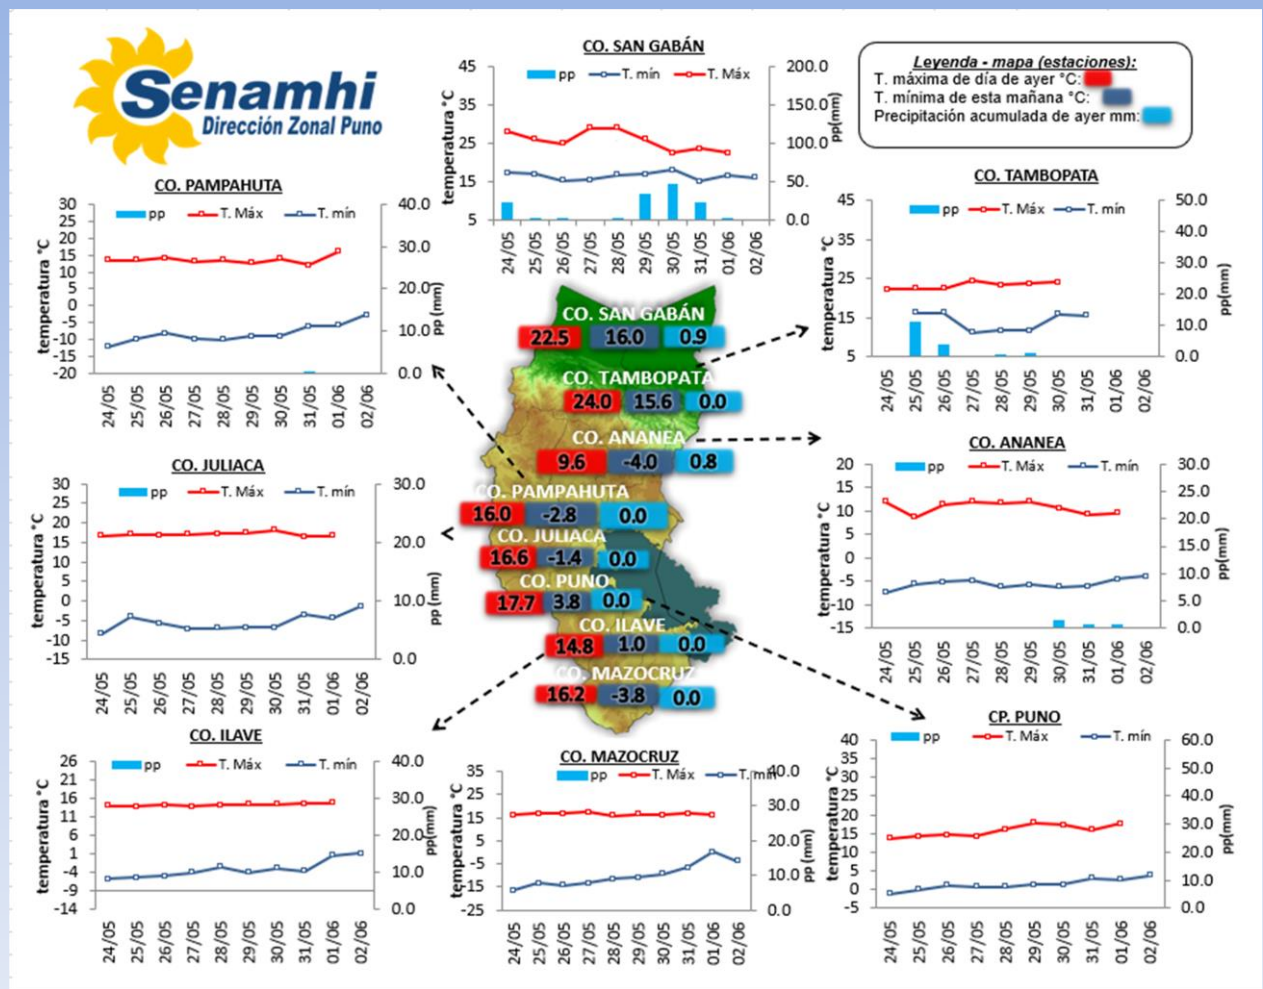 Senamhi
Dirección Zonal Puno
CO. SAN GABÁN
pp T. mín T. Máx
temperatura °C
45
35
25
15
5
200.0
150.0
100.0
50.
0.0
pp(mm)
24/05 25/05 26/05 27/05 28/05 29/05 30/05 31/05 01/06 02/06
Leyenda - mapa (estaciones):
T. máxima de día de ayer °C:
T. mínima de esta mañana °C:
Precipitación acumulada de ayer mm:
CO. PAMPAHUTA
pp T. Máx T. mín
temperatura °C
30
25
20
15
10
5
0
-5
-10
-15
-20
40.0
30.0
20.0
10.0
0.0
pp (mm)
24/05 25/05 26/05 27/05 28/05 29/05 30/05 31/05 01/06 02/06
CO. TAMBOPATA
pp T. Máx T. mín
temperatura °C
45
35
25
15
5
50.0
40.0
30.0
20.0
10.0
0.0
pp(mm)
24/05 25/05 26/05 27/05 28/05 29/05 30/05 31/05 01/06 02/06
CO. SAN GABÁN
22.5 16.0 0.9
CO. TAMBOPATA
24.0 15.6 0.0
CO. ANANEA
9.6 -4.0 0.8
CO. PAMPAHUTA
16.0 -2.8 0.0
CO. JULIACA
16.6 -1.4 0.0
CO. PUNO
17.7 3.8 0.0
CO. ILAVE
14.8 1.0 0.0
CO. MAZOCRUZ
16.2 -3.8 0.0
CO. JULIACA
pp T. Máx T. mín
temperatura °C
30
25
20
15
10
5
0
-5
-10
-15
30.0
20.0
10.0
0.0
pp (mm)
24/05 25/05 26/05 27/05 28/05 29/05 30/05 31/05 01/06 02/06
CO. ANANEA
pp T. Máx T. mín
temperatura °C
20
15
10
5
0
-5
-10
-15
30.0
25.0
20.0
15.0
10.0
5.0
0.0
pp(mm)
24/05 25/05 26/05 27/05 28/05 29/05 30/05 31/05 01/06 02/06
CO. ILAVE
pp T. Máx T. mín
temperatura °C
26
21
16
11
6
1
-4
-9
-14
40.0
30.0
20.0
10.0
0.0
pp(mm)
24/05 25/05 26/05 27/05 28/05 29/05 30/05 31/05 01/06 02/06
CO. MAZOCRUZ
pp T. Máx T. mín
temperatura °C
35
25
15
5
-5
-15
-25
40.0
30.0
20.0
10.0
0.0
pp (mm)
24/05 25/05 26/05 27/05 28/05 29/05 30/05 31/05 01/06 02/06
CP. PUNO
pp T. Máx T. mín
temperatura °C
40
35
30
25
20
15
10
5
0
-5
60.0
50.0
40.0
30.0
20.0
10.0
0.0
pp(mm)
24/05 25/05 26/05 27/05 28/05 29/05 30/05 31/05 01/06 02/06